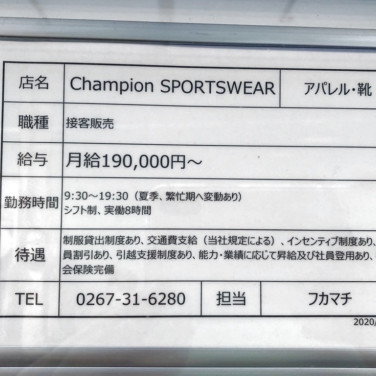 店名 Champion SPORTSWEAR アパレル・靴
職種 接客販売
給与 月給190,000円～
勤務時間 9:30～19:30（夏季、繁忙期へ変動あり）
シフト制、実働8時間
待遇 制服貸出制度あり、交通費支給（当社規定による）、インセンティブ制度あり、
員割引あり、引越支援制度あり、能力・業績に応じて昇給及び社員登用あり、
会保険完備
TEL 0267-31-6280 担当 フカマチ
2020/